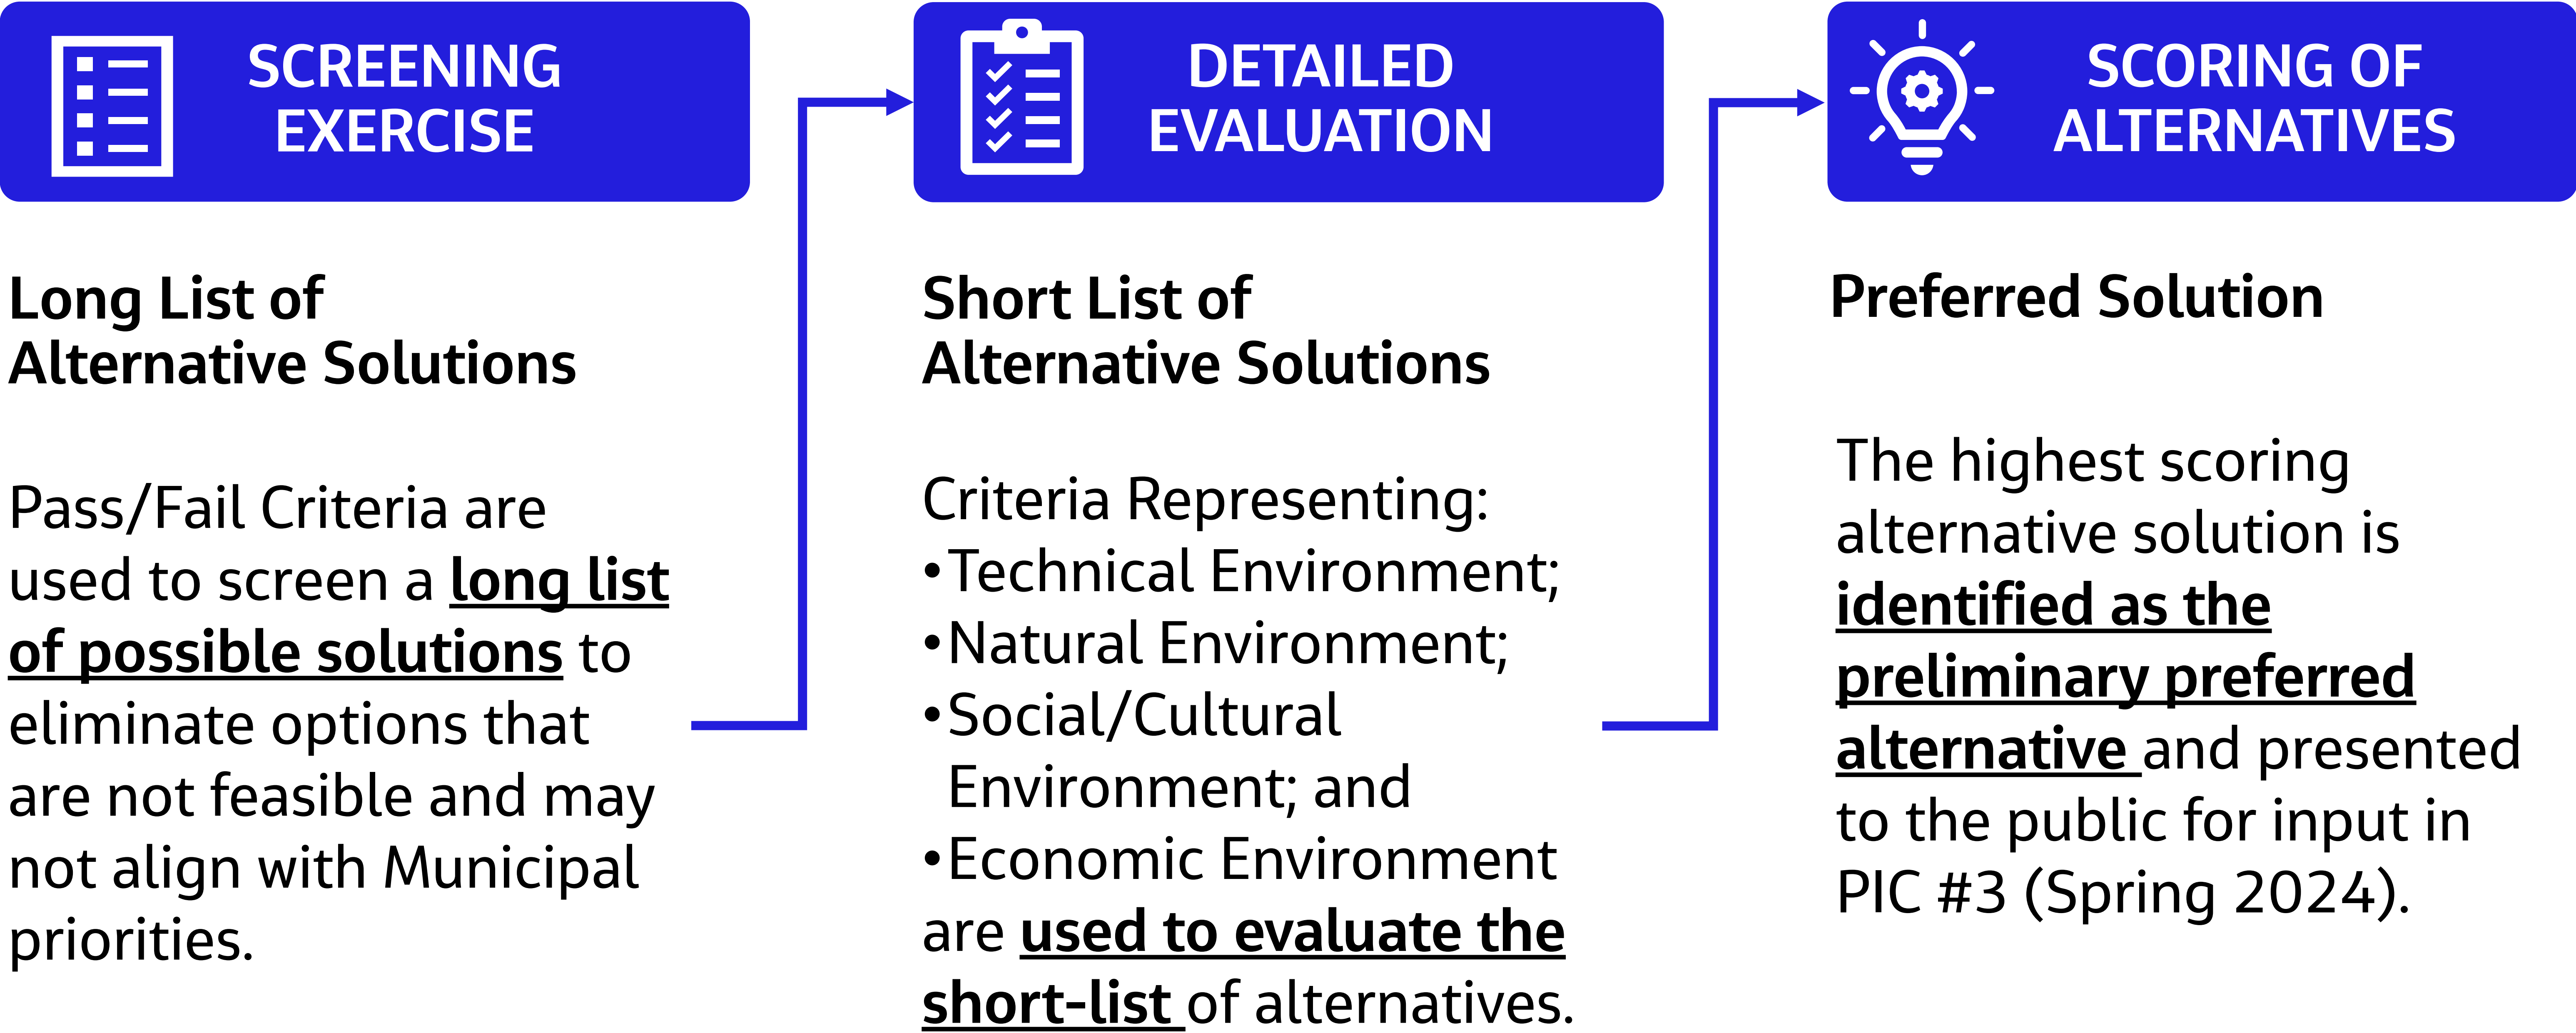 SCREENING
EXERCISE
Long List of
Alternative Solutions
Pass/Fail Criteria are
used to screen a long list
of possible solutions to
eliminate options that
are not feasible and may
not align with Municipal
priorities.
DETAILED
EVALUATION
Short List of
Alternative Solutions
Criteria Representing:
•Technical Environment;
•Natural Environment;
•Social/Cultural
Environment; and
•Economic Environment
are used to evaluate the
short-list of alternatives.
SCORING OF
ALTERNATIVES
Preferred Solution
The highest scoring
alternative solution is
identified as the
preliminary preferred
alternative and presented
to the public for input in
PIC #3 (Spring 2024).